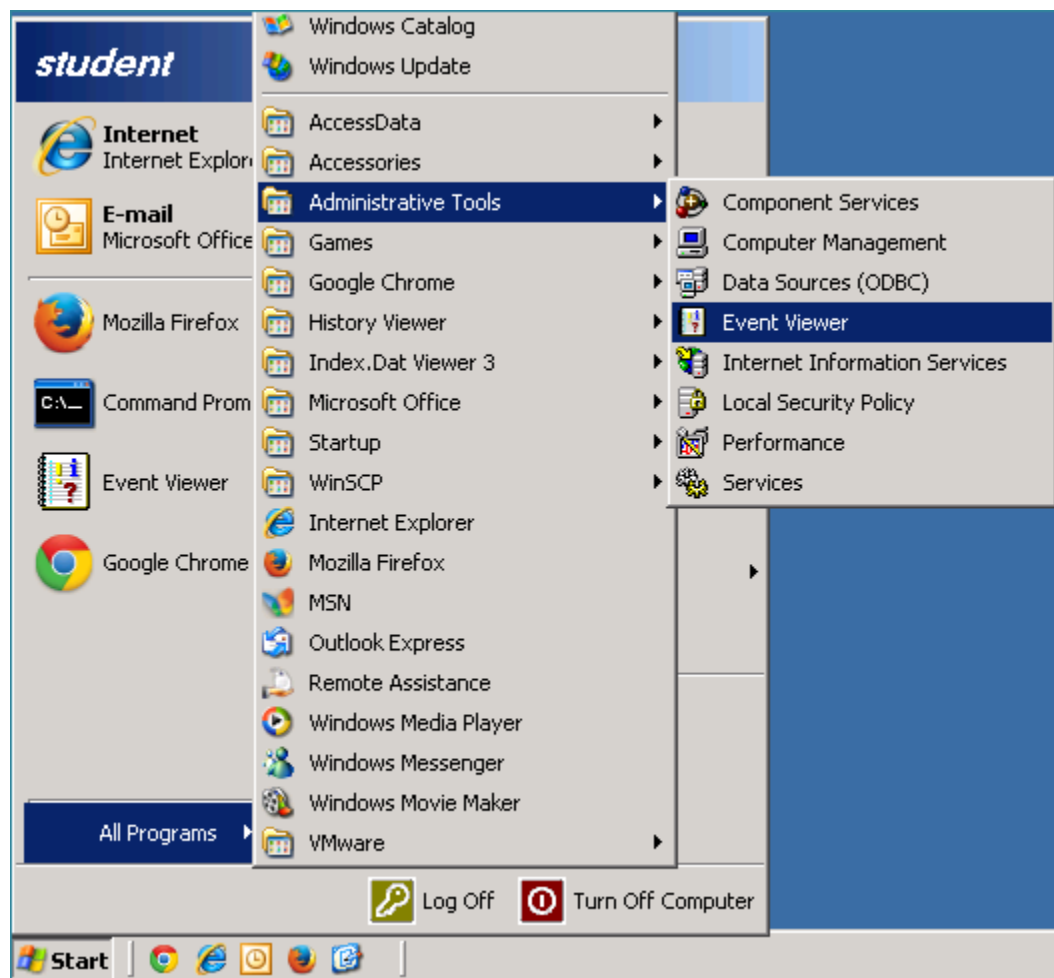 student
Internet
Internet Explor
E-mail
Microsoft Office
Mozilla Firefox
C:\_
Command Prom
Event Viewer
Google Chrome
All Programs
Windows Catalog
Windows Update
AccessData
Accessories
Administrative Tools
Games
Google Chrome
History Viewer
Index.Dat Viewer 3
Microsoft Office
Startup
WinSCP
Internet Explorer
Mozilla Firefox
MSN
Outlook Express
Remote Assistance
Windows Media Player
Windows Messenger
Windows Movie Maker
VMware
Component Services
Computer Management
Data Sources (ODBC)
Event Viewer
Internet Information Services
Local Security Policy
Performance
Services
Log Off
Turn Off Computer
Start